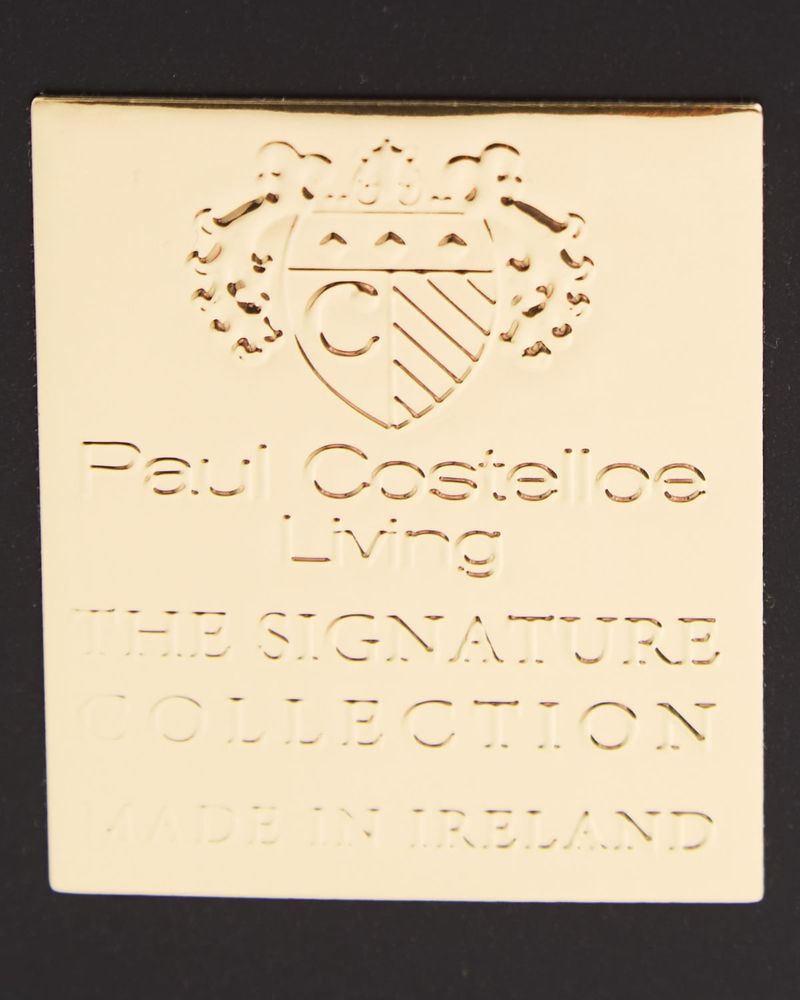 C
Paul Costelloe
Living
THE SIGNATURE
COLLECTION
MADE IN IRELAND